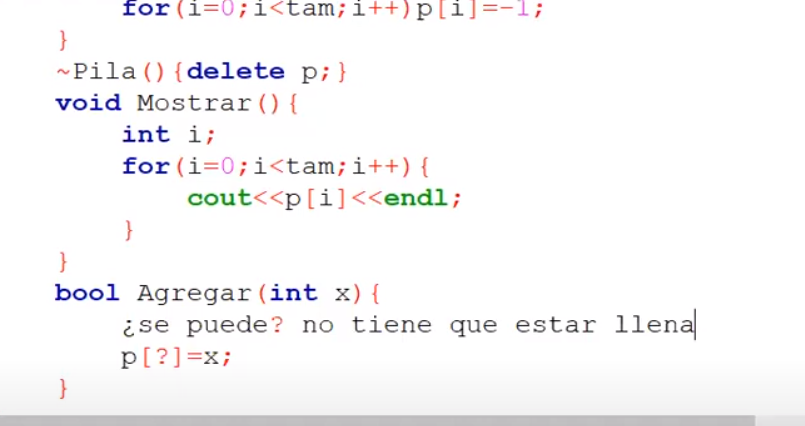 for(i=0;i<tam;i++)p[i]=-1;
}
~Pila(){delete p;}
void Mostrar(){
int i;
for(i=0;i<tam;i++){
cout<<p[i]<<endl;
}
}
bool Agregar(int x){
¿se puede? no tiene que estar llena
p[?]=x;
}